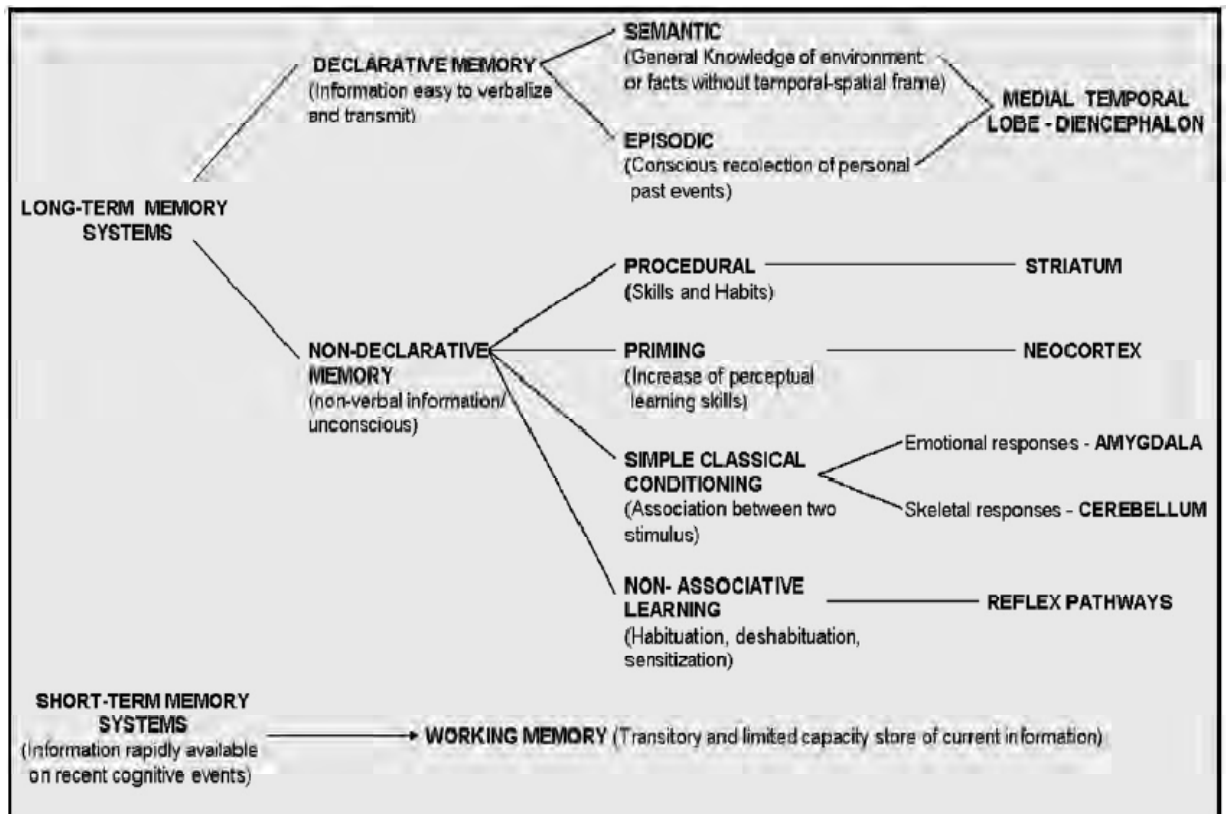 SEMANTIC
(General Knowledge of environment
or facts without temporal-spatial frame)
DECLARATIVE MEMORY
(Information easy to verbalize
and transmit)
MEDIAL TEMPORAL
LOBE - DIENCEPHALON
EPISODIC
(Conscious recolection of personal
past events)
LONG-TERM MEMORY
SYSTEMS
PROCEDURAL
(Skills and Habits)
STRIATUM
NON-DECLARATIVE
MEMORY
(non-verbal information/
unconscious)
PRIMING
(Increase of perceptual
learning skills)
NEOCORTEX
SIMPLE CLASSICAL
CONDITIONING
(Association between two
stimulus)
Emotional responses - AMYGDALA
Skeletal responses - CEREBELLUM
NON- ASSOCIATIVE
LEARNING
(Habituation, deshabituation,
sensitization)
REFLEX PATHWAYS
SHORT-TERM MEMORY
SYSTEMS
(Information rapidly available
on recent cognitive events)
WORKING MEMORY (Transitory and limited capacity store of current information)